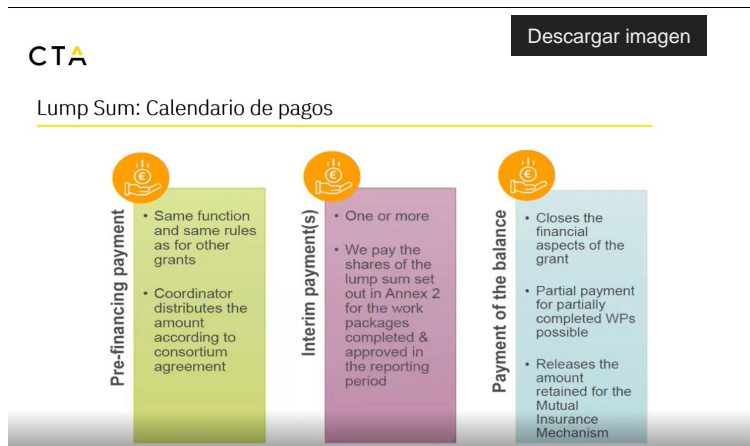 Descargar imagen
CTA
Lump Sum: Calendario de pagos
Pre-financing payment
• Same function
and same rules
as for other
grants
• Coordinator
distributes the
amount
according to
consortium
agreement
Interim payment(s)
• One or more
• We pay the
shares of the
lump sum set
out in Annex 2
for the work
packages
completed &
approved in
the reporting
period
Payment of the balance
• Closes the
financial
aspects of the
grant
• Partial payment
for partially
completed WPs
possible
• Releases the
amount
retained for the
Mutual
Insurance
Mechanism